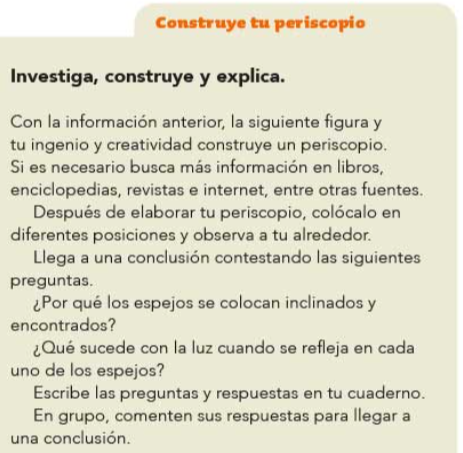 Construye tu periscopio
Investiga, construye y explica.
Con la información anterior, la siguiente figura y
tu ingenio y creatividad construye un periscopio.
Si es necesario busca más información en libros,
enciclopedias, revistas e internet, entre otras fuentes.
Después de elaborar tu periscopio, colócalo en
diferentes posiciones y observa a tu alrededor.
Llega a una conclusión contestando las siguientes
preguntas.
¿Por qué los espejos se colocan inclinados y
encontrados?
¿Qué sucede con la luz cuando se refleja en cada
uno de los espejos?
Escribe las preguntas y respuestas en tu cuaderno.
En grupo, comenten sus respuestas para llegar a
una conclusión.